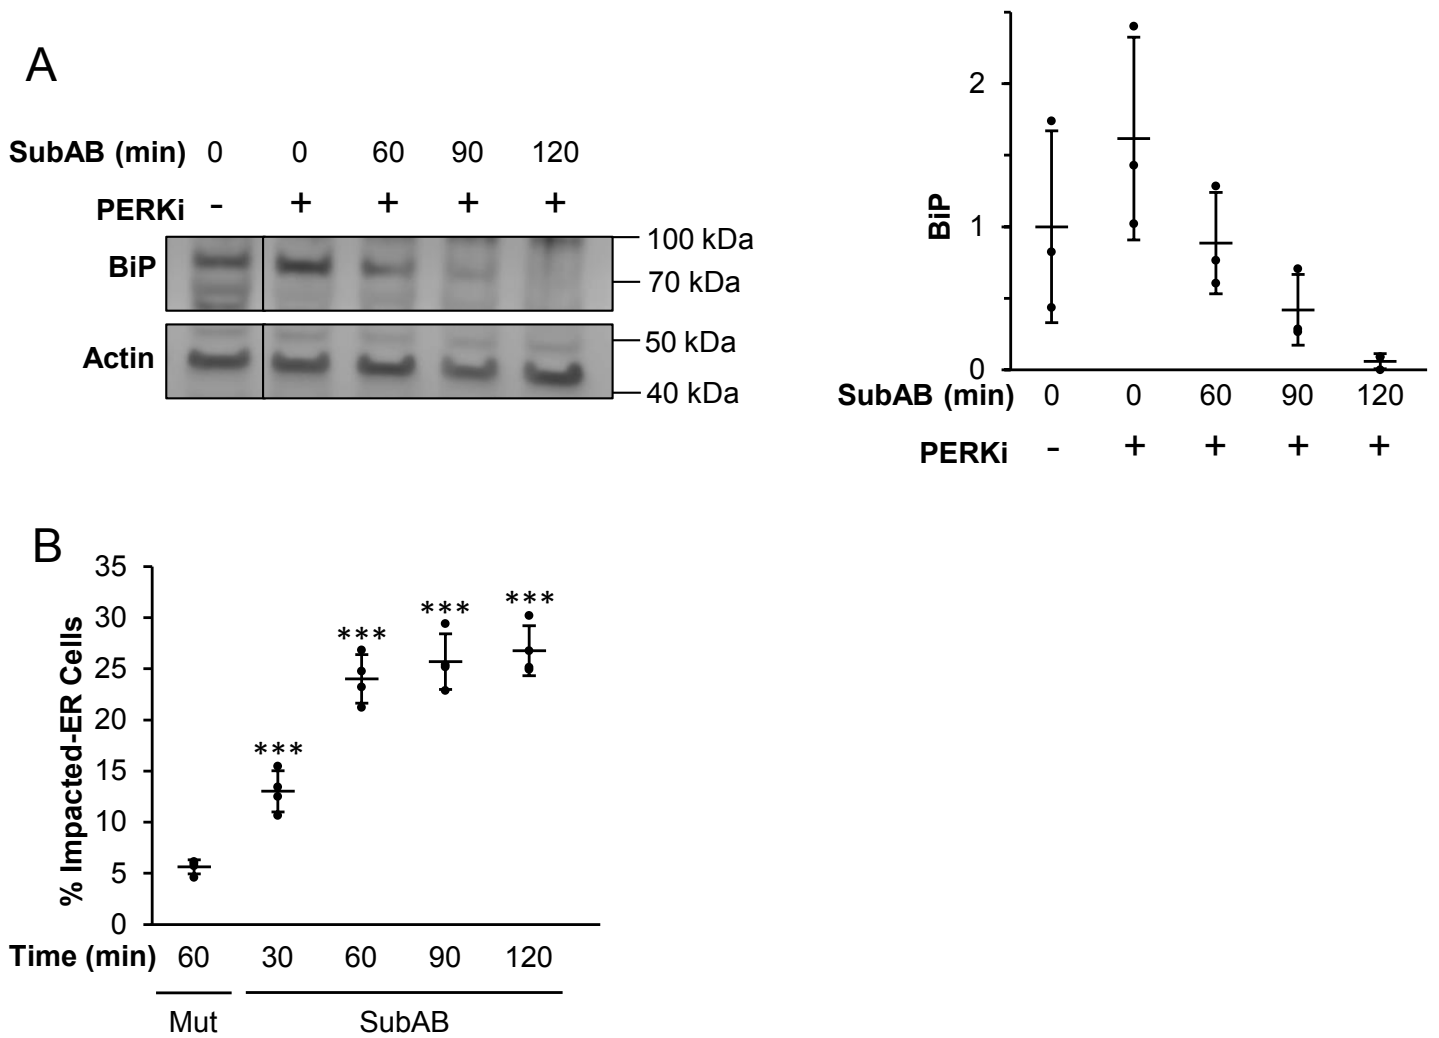 A
SubAB (min) 0 0 60 90 120
PERKi - + + + +
BiP
100 kDa
70 kDa
Actin
50 kDa
40 kDa
2
1
0
BiP
SubAB (min) 0 0 60 90 120
PERKi - + + + +
B
35
30
25
20
15
10
5
0
% Impacted-ER Cells
***
***
***
***
Time (min) 60 30 60 90 120
Mut SubAB